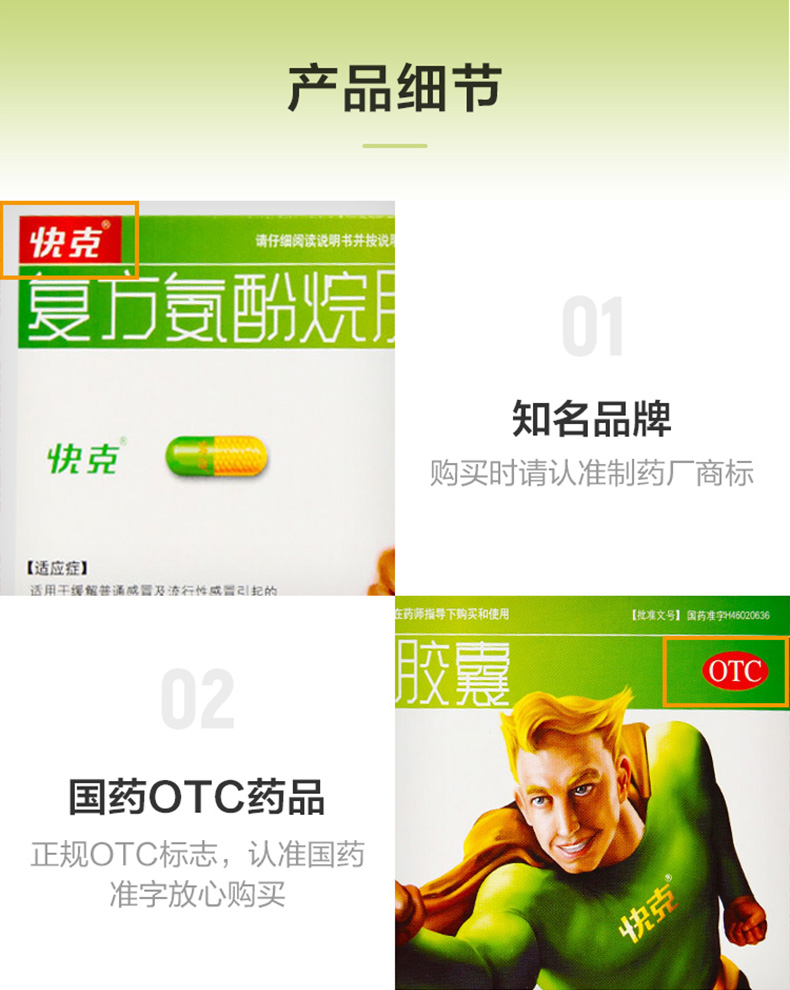 产品细节
快克®
请仔细阅读说明书并按说明
复方氨酚烷胺
快克®
【适应症】
适用于缓解普通感冒及流行性感冒引起的
01
知名品牌
购买时请认准制药厂商标
02
国药OTC药品
正规OTC标志，认准国药
准字放心购买
在药师指导下购买和使用
【批准文号】国药准字H46020636
胶囊
OTC
快克®